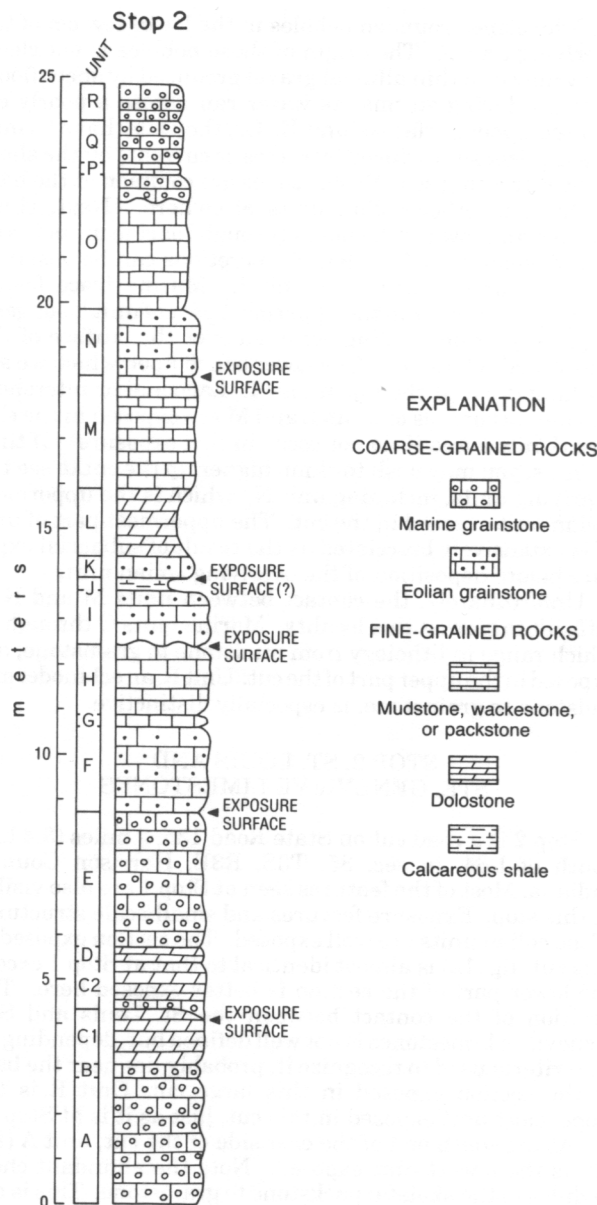 Stop 2
UNIT
25
R
Q
P
O
20
N
EXPOSURE
SURFACE
M
15
L
K
EXPOSURE
SURFACE(?)
J
I
EXPOSURE
SURFACE
H
G
10
F
EXPOSURE
SURFACE
E
D
5
C2
EXPOSURE
SURFACE
C1
B
A
0
meters
EXPLANATION
COARSE-GRAINED ROCKS
Marine grainstone
Eolian grainstone
FINE-GRAINED ROCKS
Mudstone, wackestone,
or packstone
Dolostone
Calcareous shale